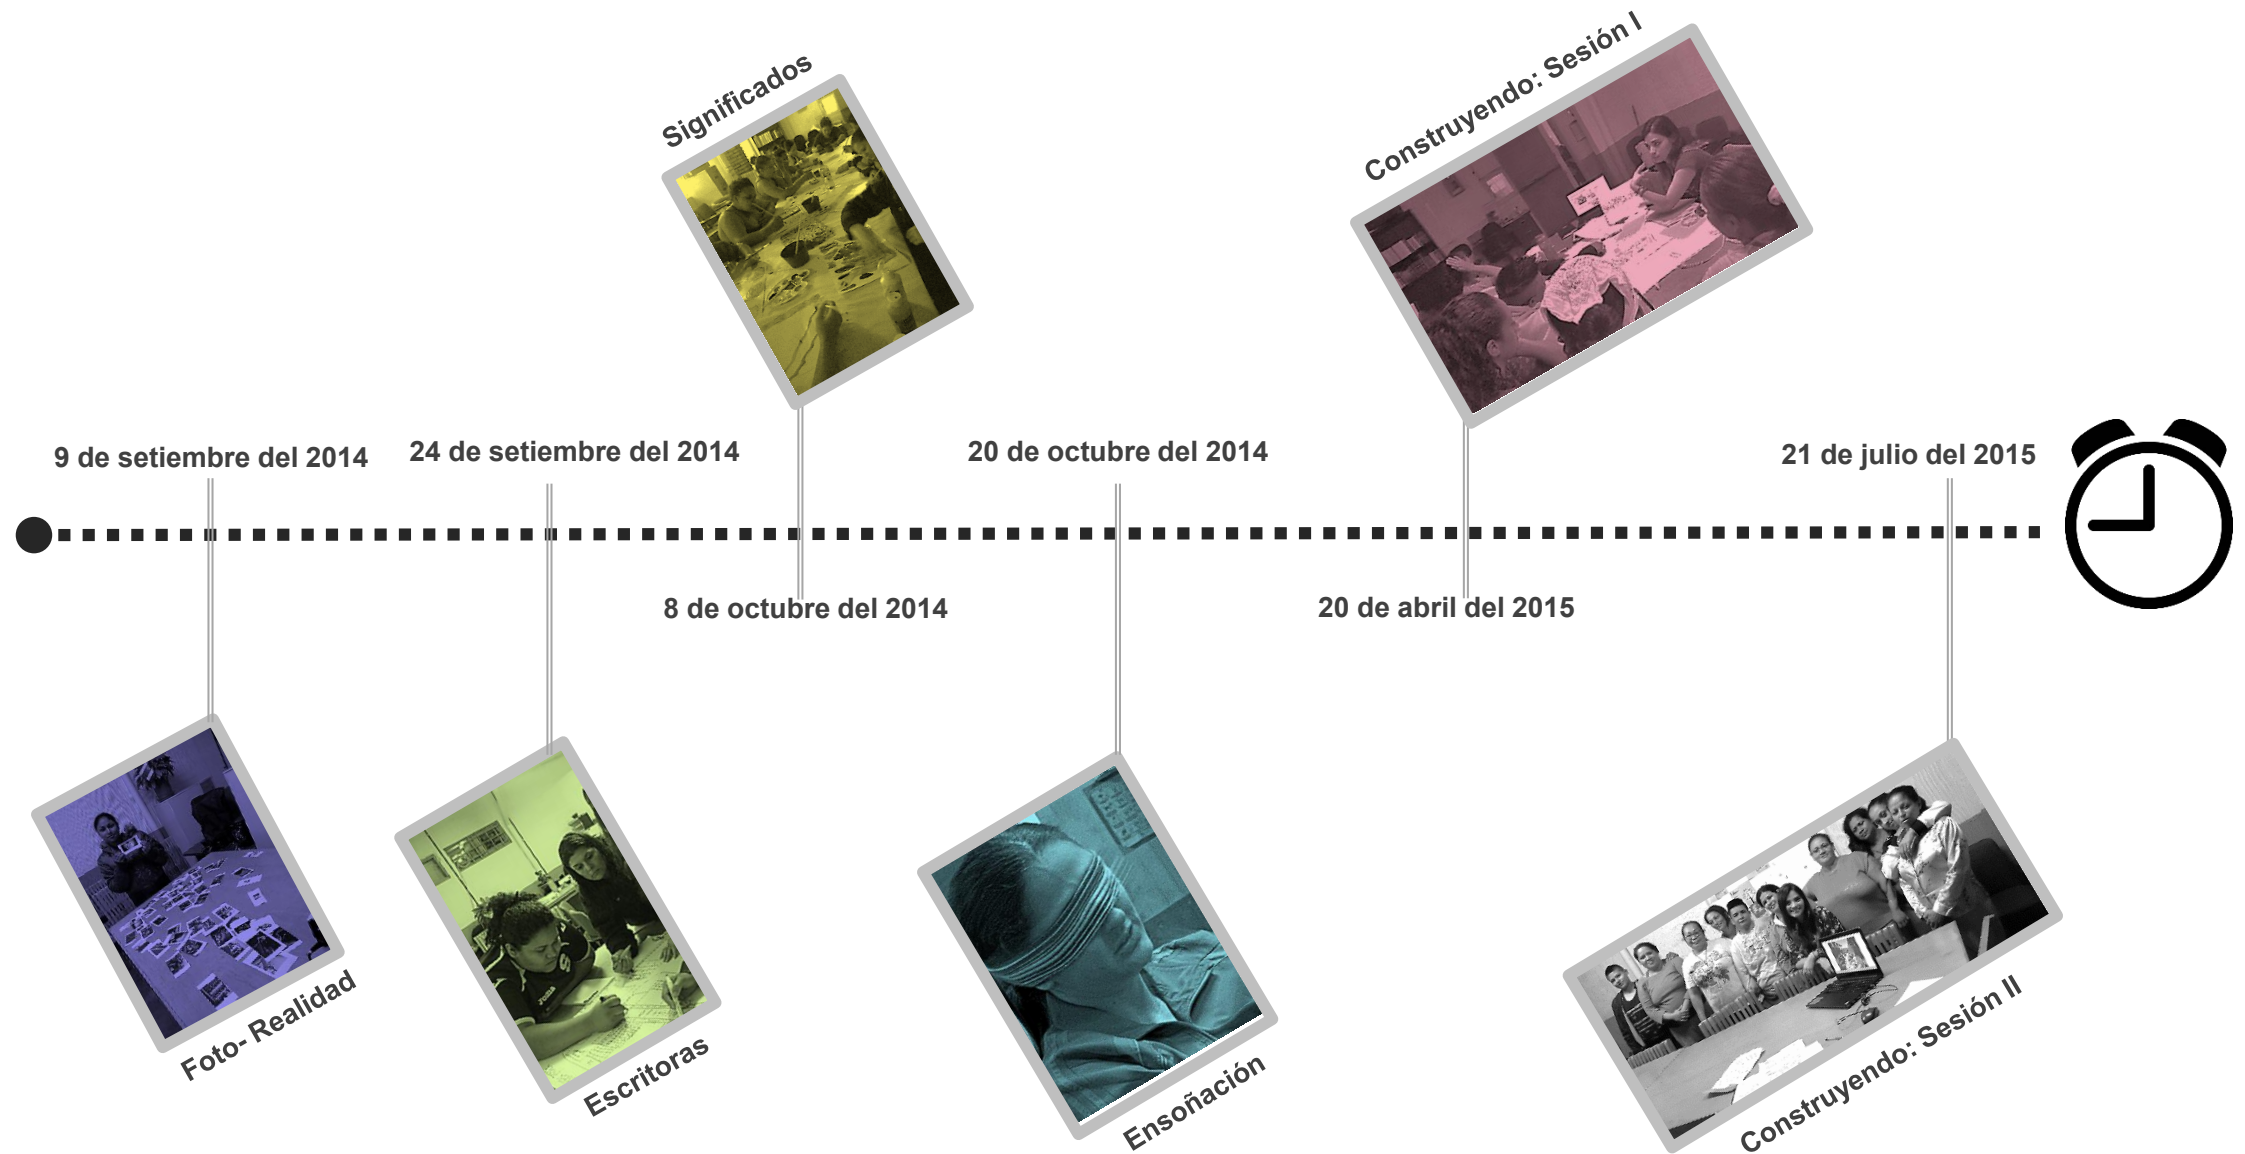 Significados
Construyendo: Sesión I
9 de setiembre del 2014
24 de setiembre del 2014
20 de octubre del 2014
21 de julio del 2015
8 de octubre del 2014
20 de abril del 2015
Foto- Realidad
Escritoras
Ensoñación
Construyendo: Sesión II